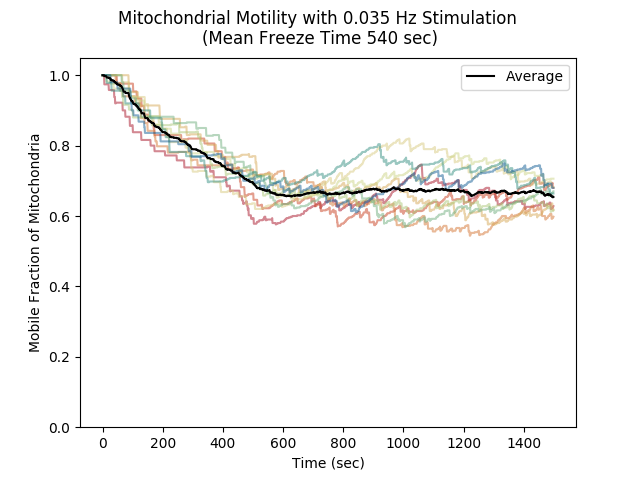 Mitochondrial Motility with 0.035 Hz Stimulation
(Mean Freeze Time 540 sec)
Average
Mobile Fraction of Mitochondria
1.0
0.8
0.6
0.4
0.2
0.0
0 200 400 600 800 1000 1200 1400
Time (sec)